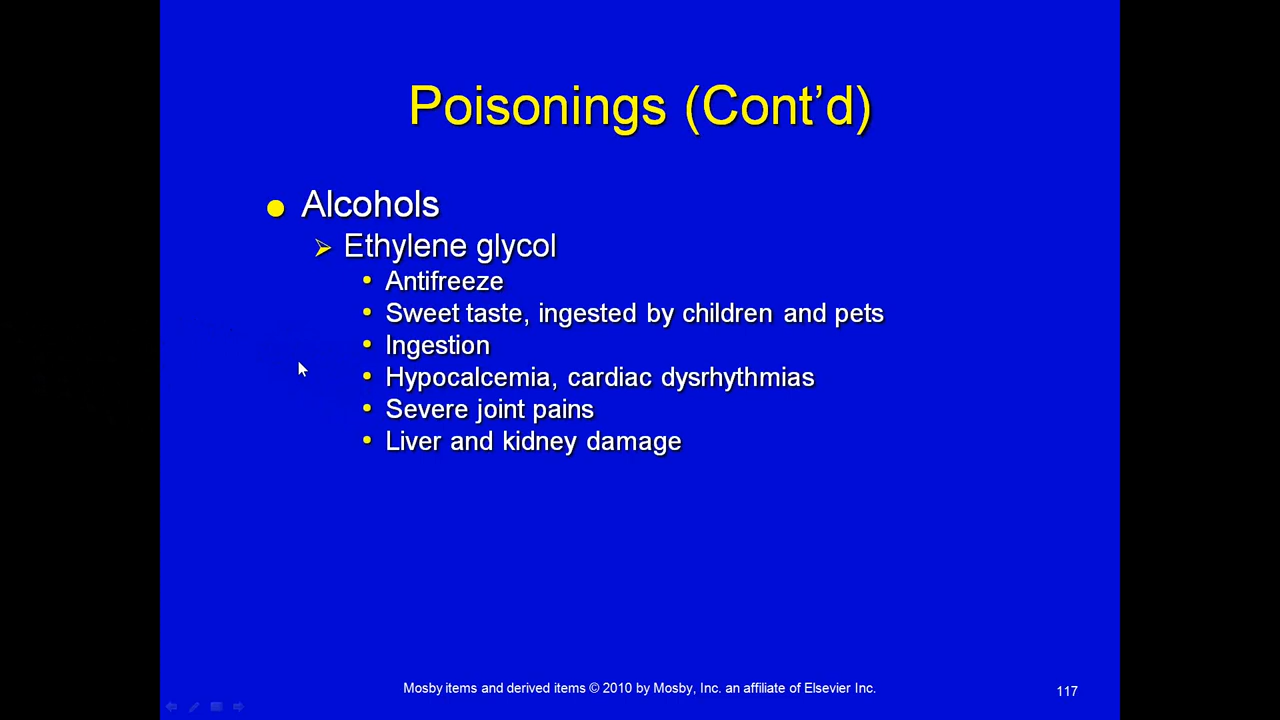 Poisonings (Cont’d)
Alcohols
Ethylene glycol
Antifreeze
Sweet taste, ingested by children and pets
Ingestion
Hypocalcemia, cardiac dysrhythmias
Severe joint pains
Liver and kidney damage
Mosby items and derived items © 2010 by Mosby, Inc. an affiliate of Elsevier Inc.
117